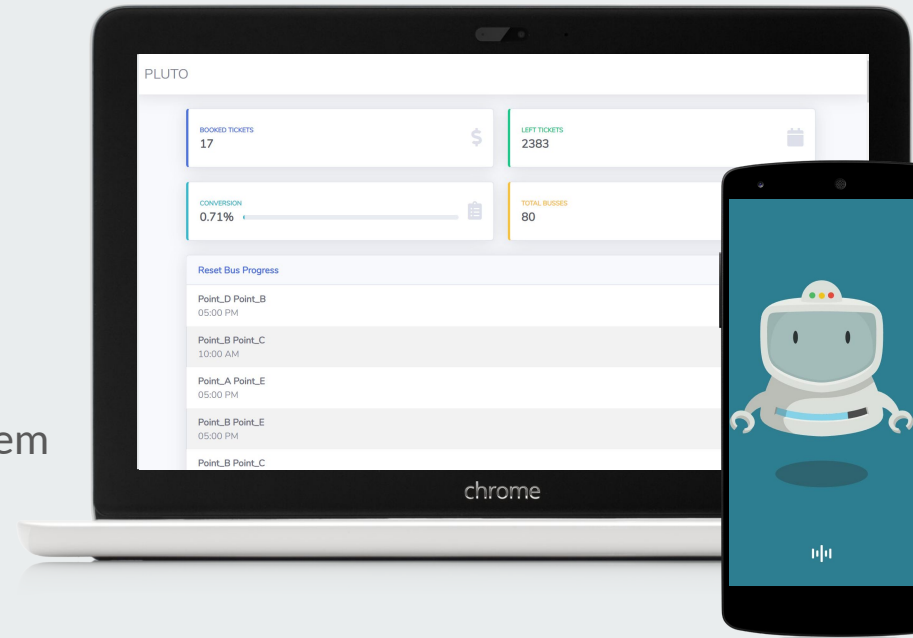 PLUTO
BOOKED TICKETS
17
LEFT TICKETS
2383
CONVERSION
0.71%
TOTAL BUSSES
80
Reset Bus Progress
Point_D Point_B
05:00 PM
Point_B Point_C
10:00 AM
Point_A Point_E
05:00 PM
Point_B Point_E
05:00 PM
Point_B Point_C
em
chrome